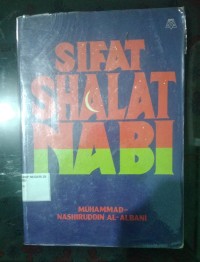 SIFAT
SHALAT
NABI
MUHAMMAD-
NASHIRUDDIN AL-ALBANI